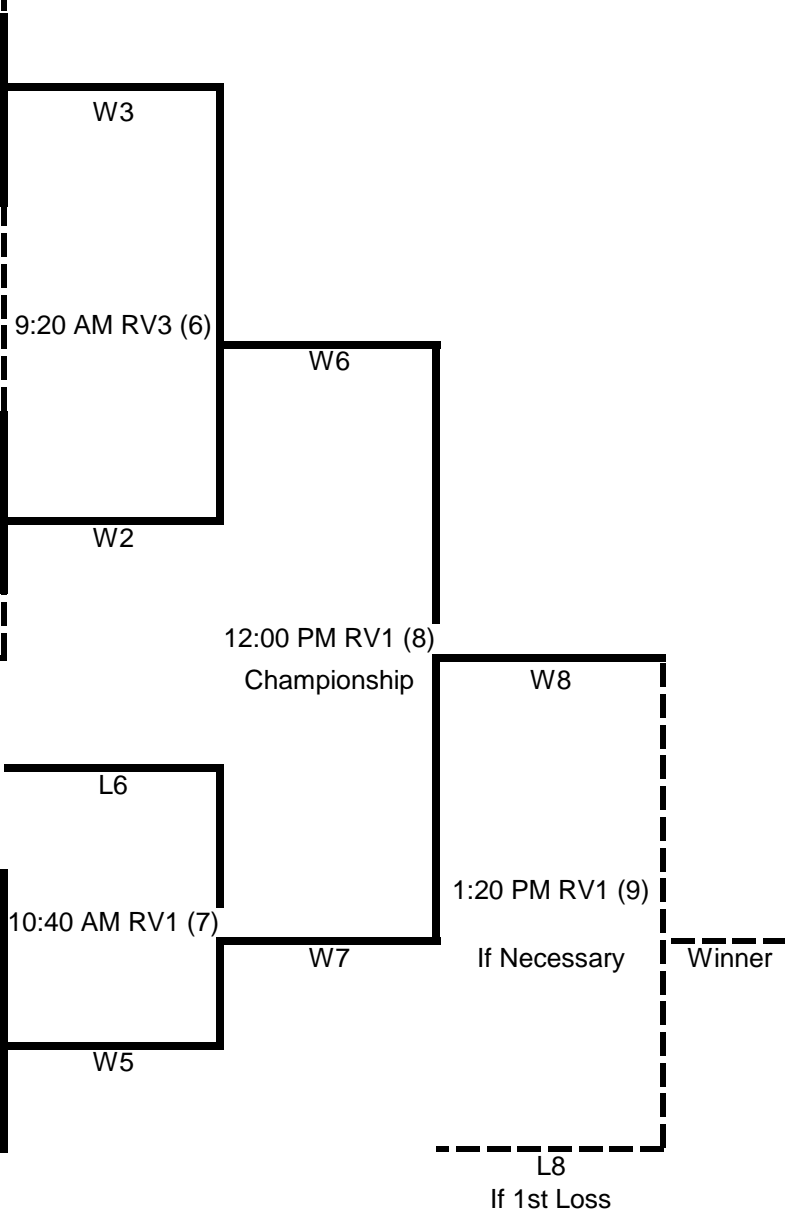 W3
9:20 AM RV3 (6)
W6
W2
12:00 PM RV1 (8)
Championship
W8
L6
1:20 PM RV1 (9)
10:40 AM RV1 (7)
W7
If Necessary
Winner
W5
L8
If 1st Loss